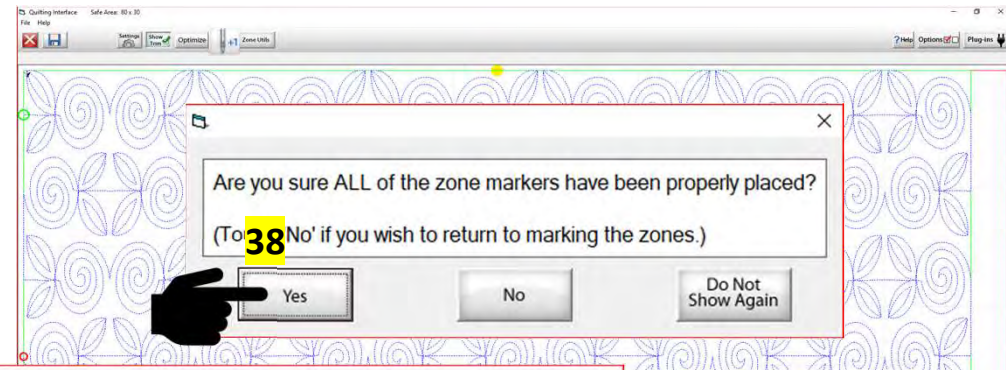 Quilting Interface Safe Area: 80 x 30
File Help
Settings Show Trim Optimize +1 Zone Utils ?Help Options Plug-ins
Are you sure ALL of the zone markers have been properly placed?
(To 38 No' if you wish to return to marking the zones.)
Yes No Do Not
Show Again